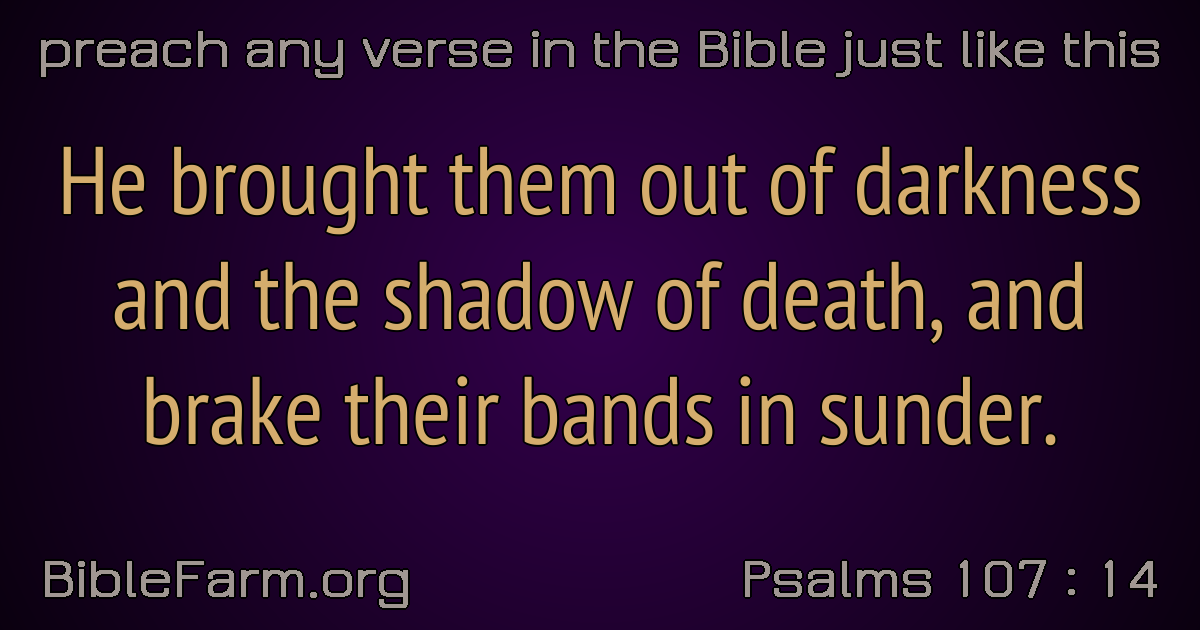 preach any verse in the Bible just like this
He brought them out of darkness
and the shadow of death, and
brake their bands in sunder.
BibleFarm.org
Psalms 107 : 14